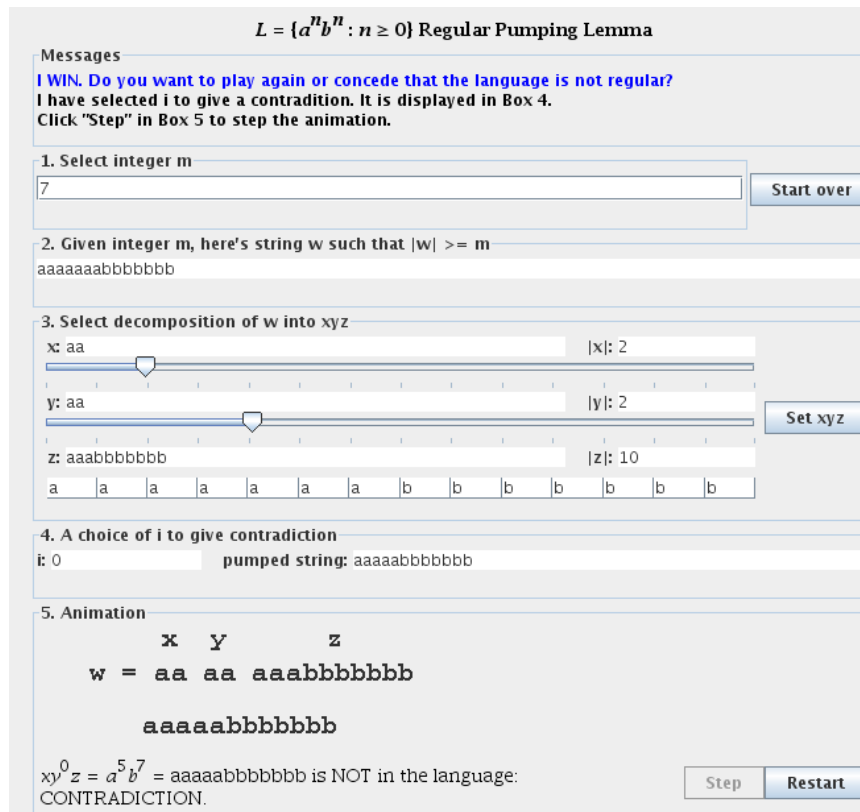 L = {aⁿbⁿ : n ≥ 0} Regular Pumping Lemma
Messages
I WIN. Do you want to play again or concede that the language is not regular?
I have selected i to give a contradition. It is displayed in Box 4.
Click "Step" in Box 5 to step the animation.
1. Select integer m
7
Start over
2. Given integer m, here's string w such that |w| >= m
aaaaaaabbbbbbb
3. Select decomposition of w into xyz
x: aa |x|: 2
y: aa |y|: 2
Set xyz
z: aaabbbbbbb |z|: 10
a a a a a a a b b b b b b b
4. A choice of i to give contradiction
i: 0 pumped string: aaaaabbbbbbb
5. Animation
x y z
w = aa aa aaabbbbbbb
aaaaabbbbbbb
xy⁰z = a⁵b⁷ = aaaaabbbbbbb is NOT in the language:
CONTRADICTION.
Step Restart